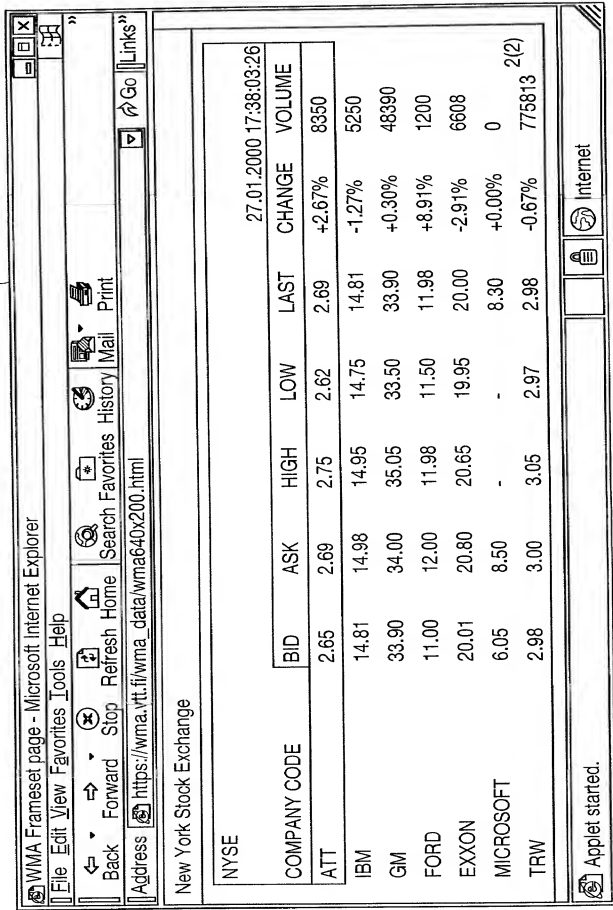 WMA Frameset page - Microsoft Internet Explorer
File Edit View Favorites Tools Help
»
Back Forward Stop Refresh Home Search Favorites History Mail Print
Address https://wma.vtt.fi/wma_data/wma640x200.html Go Links»
New York Stock Exchange
NYSE 27.01.2000 17:38:03:26
COMPANY CODE BID ASK HIGH LOW LAST CHANGE VOLUME
ATT 2.65 2.69 2.75 2.62 2.69 +2.67% 8350
IBM 14.81 14.98 14.95 14.75 14.81 -1.27% 5250
GM 33.90 34.00 35.05 33.50 33.90 +0.30% 48390
FORD 11.00 12.00 11.98 11.50 11.98 +8.91% 1200
EXXON 20.01 20.80 20.65 19.95 20.00 -2.91% 6608
MICROSOFT 6.05 8.50 - - 8.30 +0.00% 0
TRW 2.98 3.00 3.05 2.97 2.98 -0.67% 775813
2(2)
Applet started. Internet